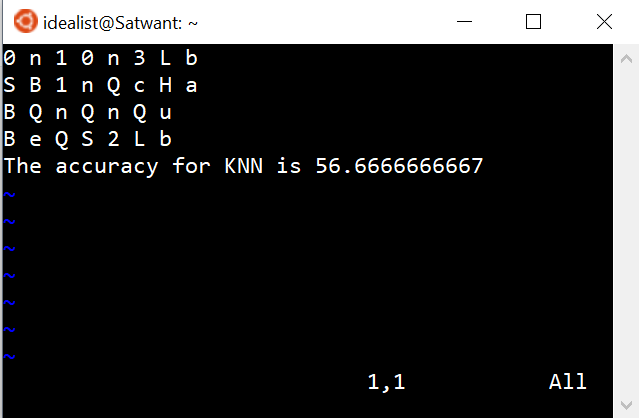 idealist@Satwant: ~
0 n 1 0 n 3 L b
S B 1 n Q c H a
B Q n Q n Q u
B e Q S 2 L b
The accuracy for KNN is 56.6666666667
~
~
~
~
~
~
~
1,1 All